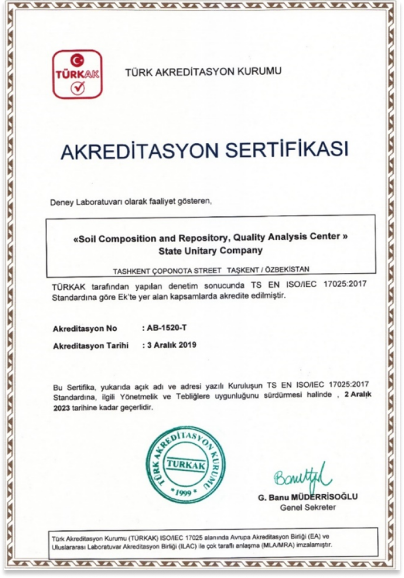 TÜRKAK
TÜRK AKREDİTASYON KURUMU
AKREDİTASYON SERTİFİKASI
Deney Laboratuvarı olarak faaliyet gösteren,
«Soil Composition and Repository, Quality Analysis Center »
State Unitary Company
TASHKENT ÇOPONOTA STREET TAŞKENT / ÖZBEKİSTAN
TÜRKAK tarafından yapılan denetim sonucunda TS EN ISO/IEC 17025:2017
Standardına göre Ek'te yer alan kapsamlarda akredite edilmiştir.
Akreditasyon No : AB-1520-T
Akreditasyon Tarihi : 3 Aralık 2019
Bu Sertifika, yukarıda açık adı ve adresi yazılı Kuruluşun TS EN ISO/IEC 17025:2017
Standardına, ilgili Yönetmelik ve Tebliğlere uygunluğunu sürdürmesi halinde , 2 Aralık
2023 tarihine kadar geçerlidir.
TÜRK AKREDİTASYON KURUMU
TURKAK
* 1999 *
G. Banu MÜDERRİSOĞLU
Genel Sekreter
Türk Akreditasyon Kurumu (TÜRKAK) ISO/IEC 17025 alanında Avrupa Akreditasyon Birliği (EA) ve
Uluslararası Laboratuvar Akreditasyon Birliği (ILAC) ile çok taraflı anlaşma (MLA/MRA) imzalamıştır.